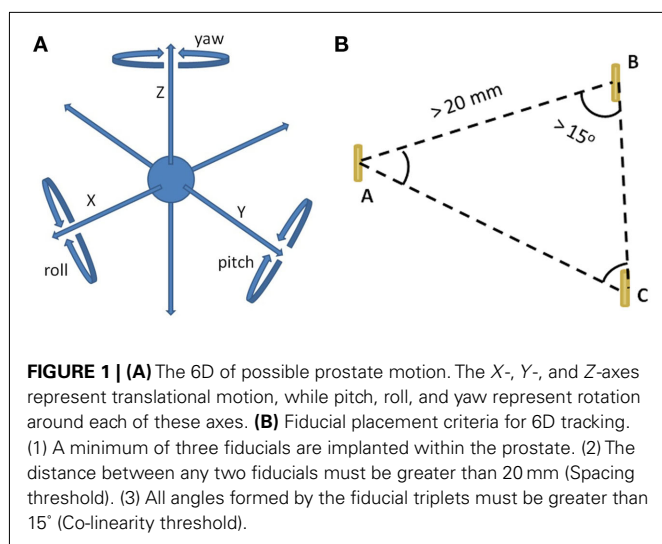 A
yaw
Z
X
Y
roll
pitch
B
B
> 20 mm
> 15°
A
C
FIGURE 1 | (A) The 6D of possible prostate motion. The X-, Y-, and Z-axes
represent translational motion, while pitch, roll, and yaw represent rotation
around each of these axes. (B) Fiducial placement criteria for 6D tracking.
(1) A minimum of three fiducials are implanted within the prostate. (2) The
distance between any two fiducials must be greater than 20 mm (Spacing
threshold). (3) All angles formed by the fiducial triplets must be greater than
15° (Co-linearity threshold).